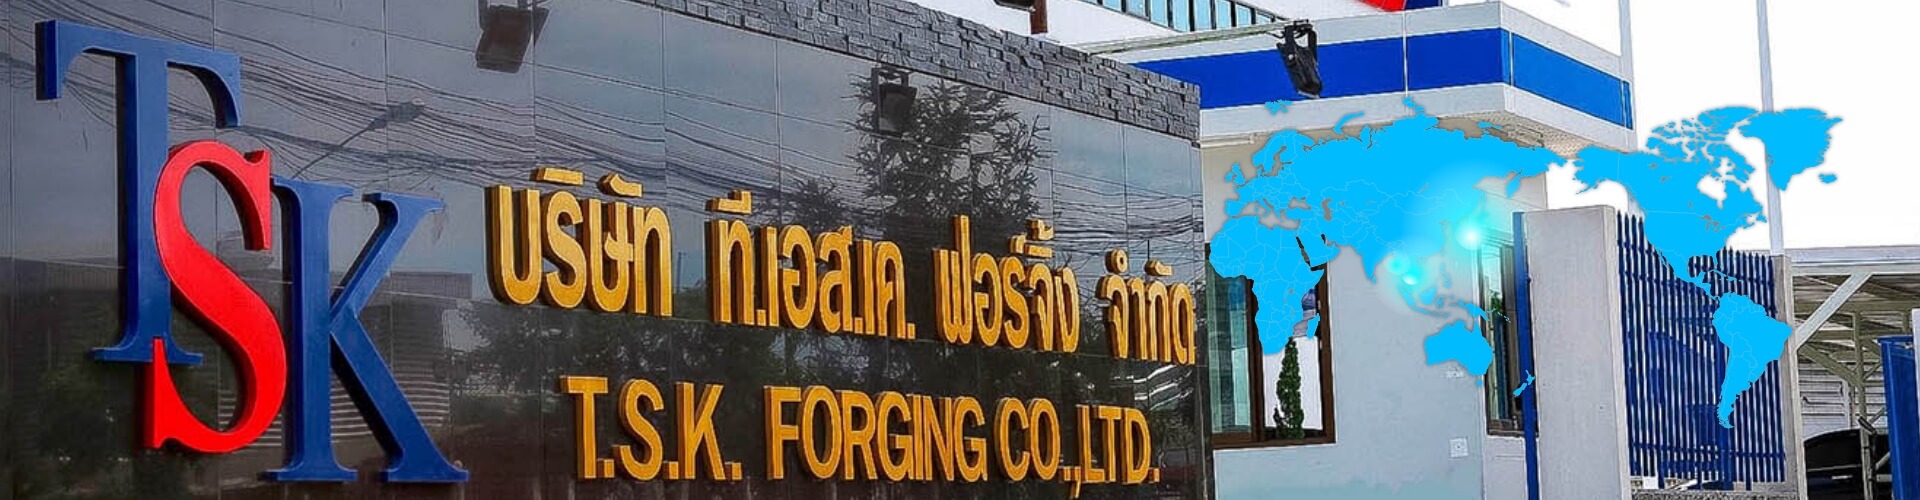 TSK
บริษัท ที.เอส.เค. ฟอร์จิ้ง จำกัด
T.S.K. FORGING CO.,LTD.